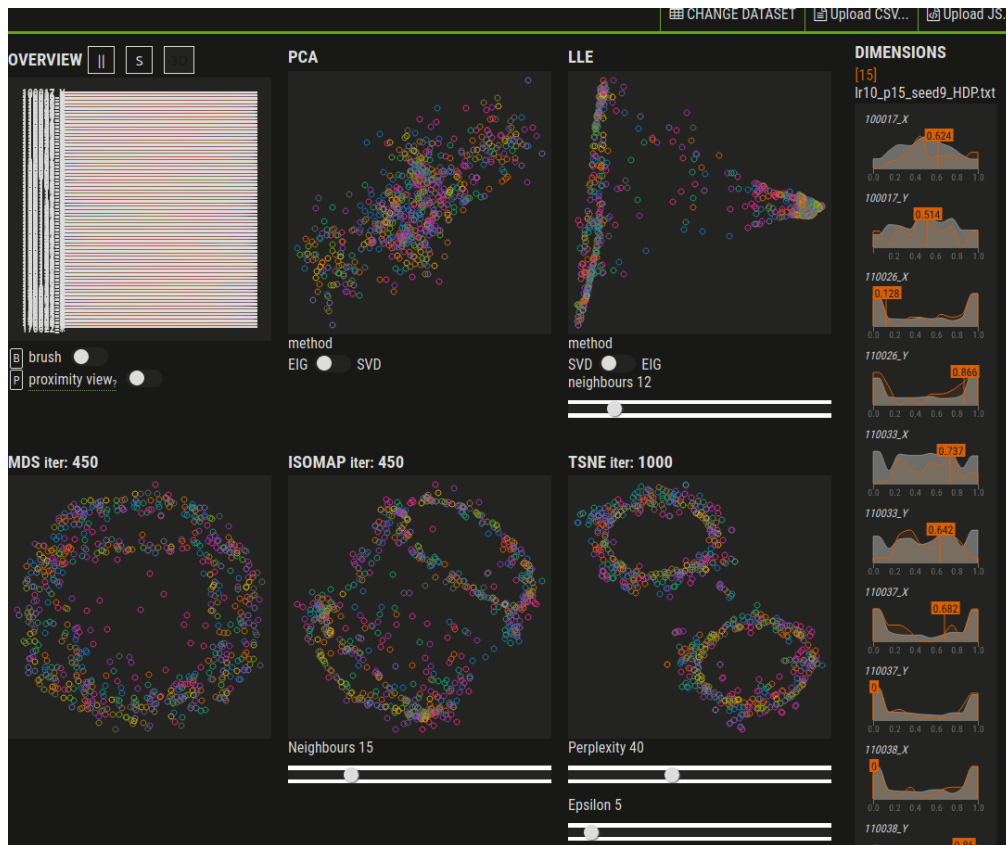 CHANGE DATASET
Upload CSV...
Upload JS
OVERVIEW || S 3D
100017_X
B brush
P proximity view?
PCA
method
EIG SVD
LLE
method
SVD EIG
neighbours 12
MDS iter: 450
ISOMAP iter: 450
Neighbours 15
TSNE iter: 1000
Perplexity 40
Epsilon 5
DIMENSIONS
[15]
lr10_p15_seed9_HDP.txt
100017_X
0.624
0.0 0.2 0.4 0.6 0.8 1.0
100017_Y
0.514
0.2 0.4 0.6 0.8 1.0
110026_X
0.128
0.0 0.2 0.4 0.6 0.8 1.0
110026_Y
0.866
0.0 0.2 0.4 0.6 0.8 1.0
110033_X
0.737
0.0 0.2 0.4 0.6 0.8 1.0
110033_Y
0.642
0.0 0.2 0.4 0.6 0.8 1.0
110037_X
0.682
0.0 0.2 0.4 0.6 0.8 1.0
110037_Y
0
0.0 0.2 0.4 0.6 0.8 1.0
110038_X
0
0.0 0.2 0.4 0.6 0.8 1.0
110038_Y
0.86